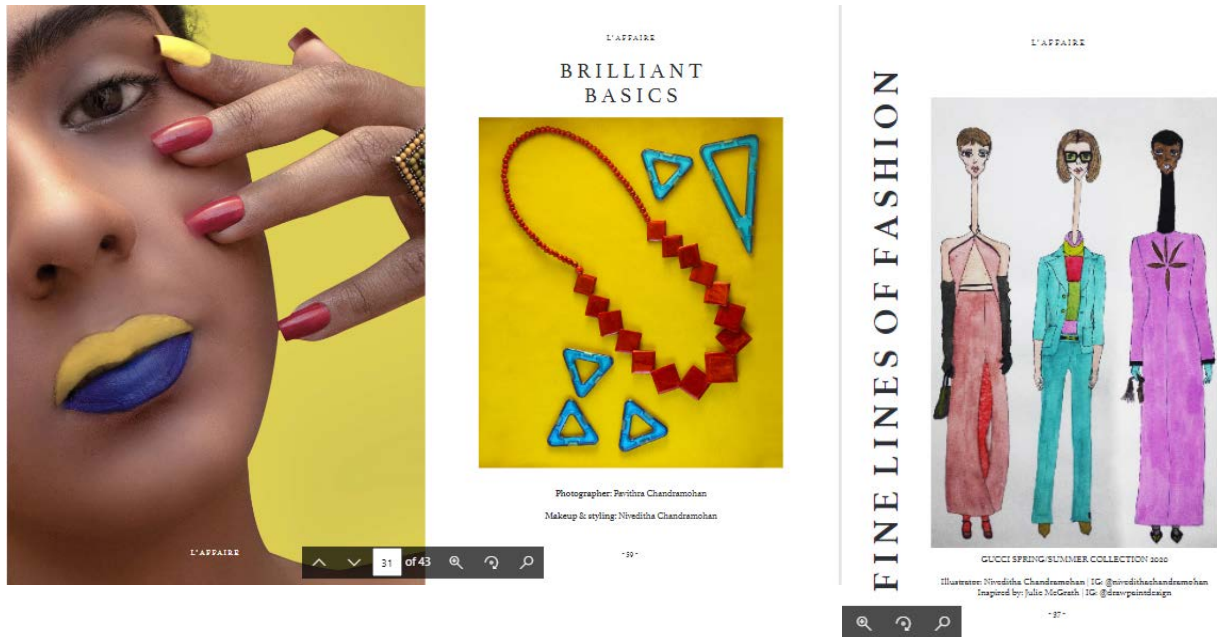 L'AFFAIRE
31 of 43
L'AFFAIRE
BRILLIANT
BASICS
Photographer: Pavithra Chandramohan
Makeup & styling: Niveditha Chandramohan
- 39 -
L'AFFAIRE
FINE LINES OF FASHION
GUCCI SPRING/SUMMER COLLECTION 2020
Illustrator: Niveditha Chandramohan | IG: @nivedithachandramohan
Inspired by: Julie McGrath | IG: @drawpaintdesign
- 37 -